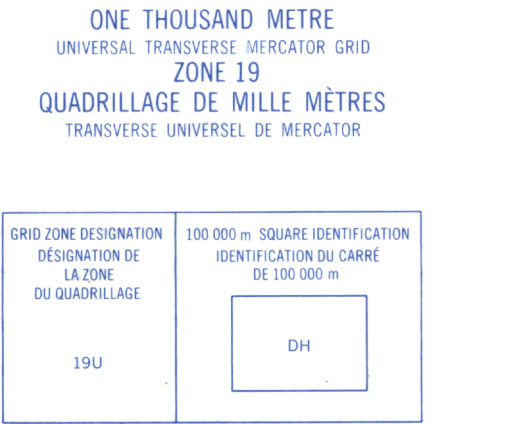 ONE THOUSAND METRE
UNIVERSAL TRANSVERSE MERCATOR GRID
ZONE 19
QUADRILLAGE DE MILLE MÈTRES
TRANSVERSE UNIVERSEL DE MERCATOR
GRID ZONE DESIGNATION
DÉSIGNATION DE
LA ZONE
DU QUADRILLAGE
19U
100 000 m SQUARE IDENTIFICATION
IDENTIFICATION DU CARRÉ
DE 100 000 m
DH